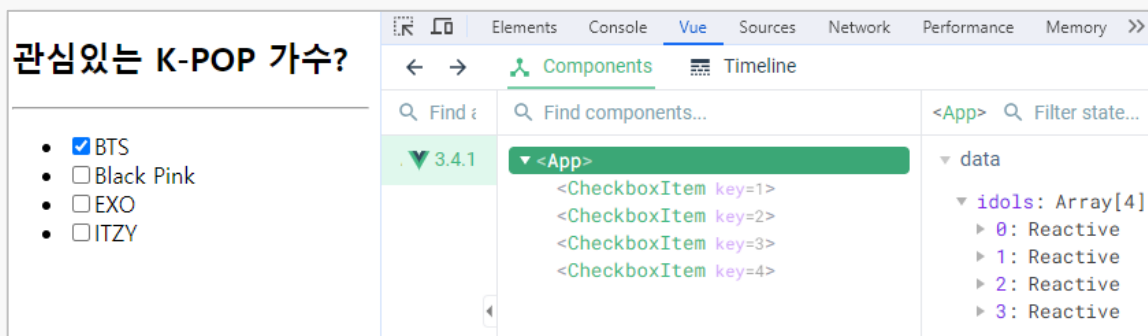 관심있는 K-POP 가수?
BTS
Black Pink
EXO
ITZY
Elements Console Vue Sources Network Performance Memory
Components Timeline
Find Find components... <App> Filter state...
3.4.1
<App>
<CheckboxItem key=1>
<CheckboxItem key=2>
<CheckboxItem key=3>
<CheckboxItem key=4>
data
idols: Array[4]
0: Reactive
1: Reactive
2: Reactive
3: Reactive